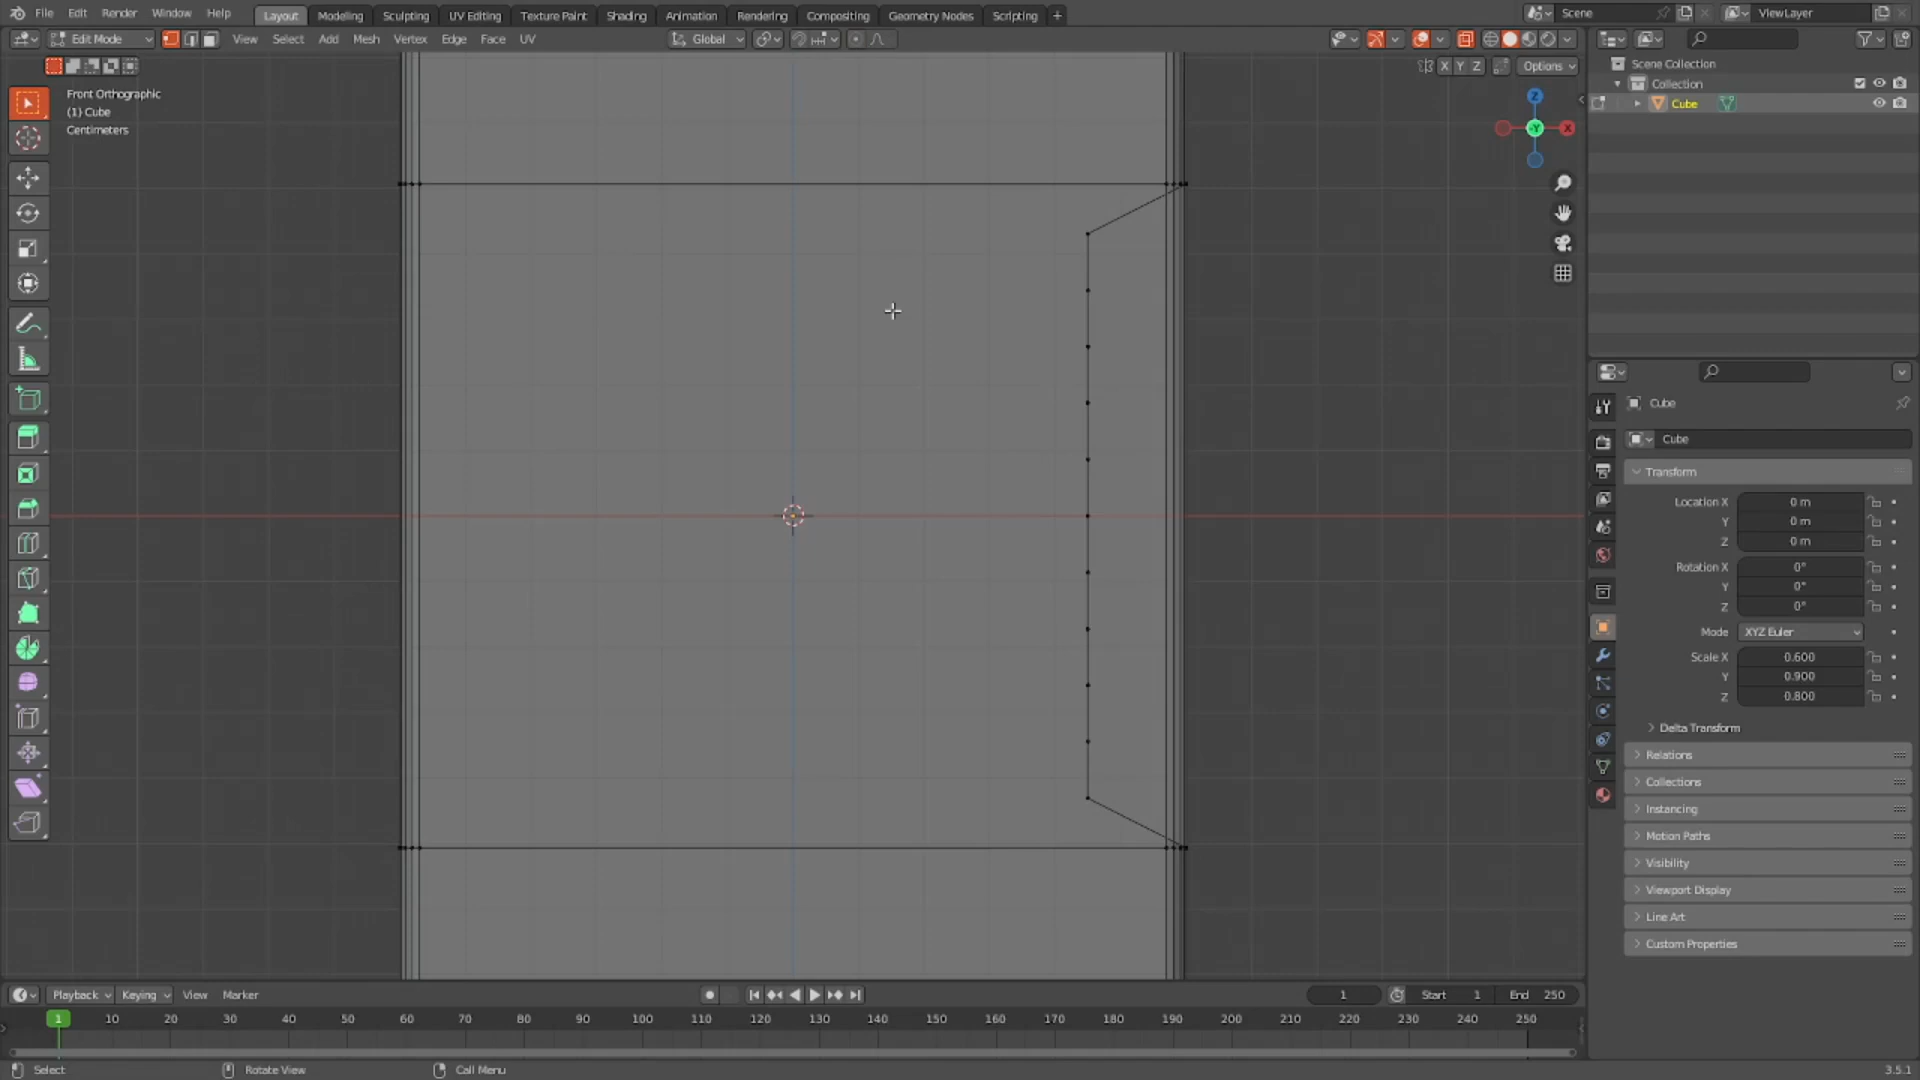 File Edit Render Window Help Layout Modeling Sculpting UV Editing Texture Paint Shading Animation Rendering Compositing Geometry Nodes Scripting + Scene ViewLayer
Edit Mode View Select Add Mesh Vertex Edge Face UV Global
X Y Z Options
Front Orthographic
(1) Cube
Centimeters
Z
-Y
X
Scene Collection
Collection
Cube
Cube
Cube
Transform
Location X 0 m
Y 0 m
Z 0 m
Rotation X 0°
Y 0°
Z 0°
Mode XYZ Euler
Scale X 0.600
Y 0.900
Z 0.800
Delta Transform
Relations
Collections
Instancing
Motion Paths
Visibility
Viewport Display
Line Art
Custom Properties
Playback Keying View Marker 1 Start 1 End 250
1 10 20 30 40 50 60 70 80 90 100 110 120 130 140 150 160 170 180 190 200 210 220 230 240 250
Select Rotate View Call Menu 3.5.1